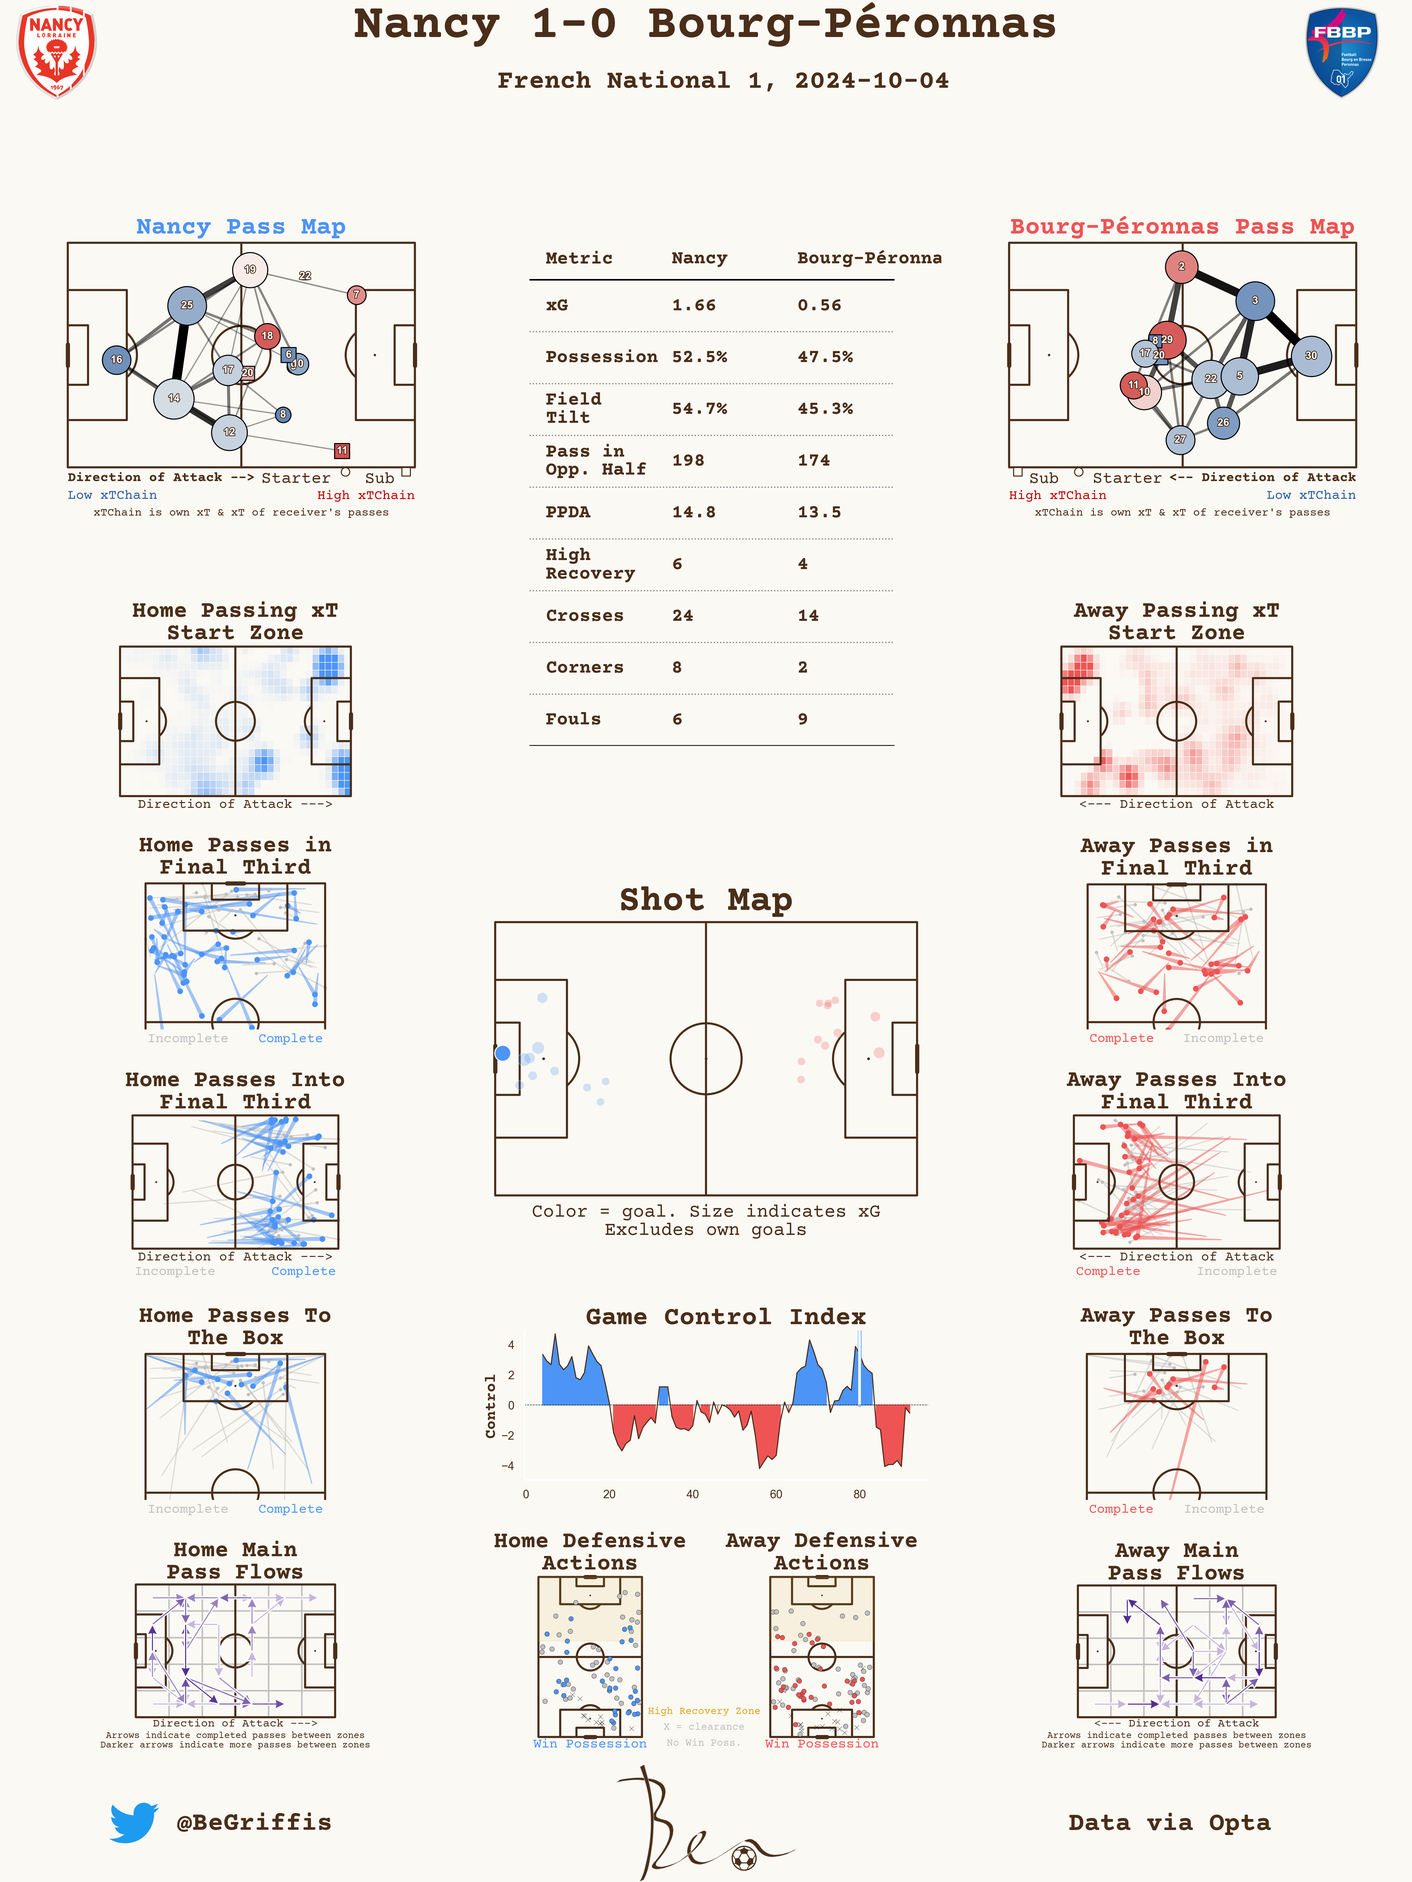 Nancy 1-0 Bourg-Péronnas
French National 1, 2024-10-04
NANCY
LORRAINE
1967
FBBP
Football
Bourg en Bresse
Peronnas
01
Nancy Pass Map
19
22
7
25
18
16
6
10
17
20
14
8
12
11
Direction of Attack --> Starter Sub
Low xTChain High xTChain
xTChain is own xT & xT of receiver's passes
Metric Nancy Bourg-Péronna
xG 1.66 0.56
Possession 52.5% 47.5%
Field
Tilt 54.7% 45.3%
Pass in
Opp. Half 198 174
PPDA 14.8 13.5
High
Recovery 6 4
Crosses 24 14
Corners 8 2
Fouls 6 9
Bourg-Péronnas Pass Map
2
3
8
29
17
20
30
11
10
22
5
26
27
Sub Starter <-- Direction of Attack
High xTChain Low xTChain
xTChain is own xT & xT of receiver's passes
Home Passing xT
Start Zone
Direction of Attack --->
Away Passing xT
Start Zone
<--- Direction of Attack
Home Passes in
Final Third
Incomplete Complete
Away Passes in
Final Third
Complete Incomplete
Shot Map
Color = goal. Size indicates xG
Excludes own goals
Home Passes Into
Final Third
Direction of Attack --->
Incomplete Complete
Away Passes Into
Final Third
<--- Direction of Attack
Complete Incomplete
Home Passes To
The Box
Incomplete Complete
Game Control Index
Control
4
2
0
−2
−4
0 20 40 60 80
Away Passes To
The Box
Complete Incomplete
Home Main
Pass Flows
Direction of Attack --->
Arrows indicate completed passes between zones
Darker arrows indicate more passes between zones
Home Defensive
Actions
Win Possession
High Recovery Zone
X = clearance
No Win Poss.
Away Defensive
Actions
Win Possession
Away Main
Pass Flows
<--- Direction of Attack
Arrows indicate completed passes between zones
Darker arrows indicate more passes between zones
@BeGriffis
Ben
Data via Opta